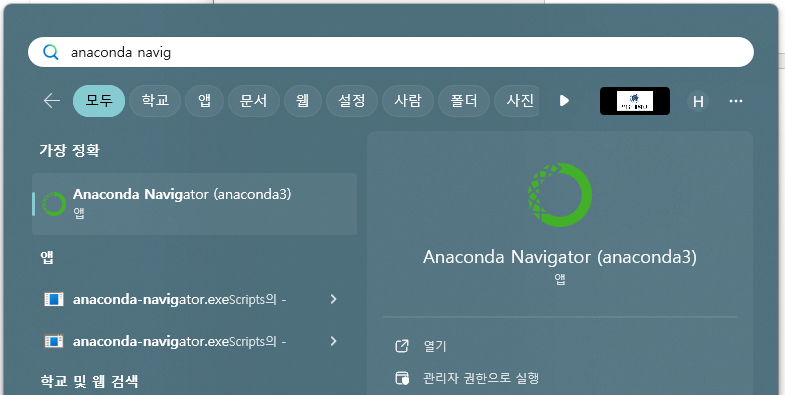 anaconda navig
모두 학교 앱 문서 웹 설정 사람 폴더 사진
H
가장 정확
Anaconda Navigator (anaconda3)
앱
앱
anaconda-navigator.exeScripts의 -
anaconda-navigator.exeScripts의 -
학교 및 웹 검색
Anaconda Navigator (anaconda3)
앱
열기
관리자 권한으로 실행